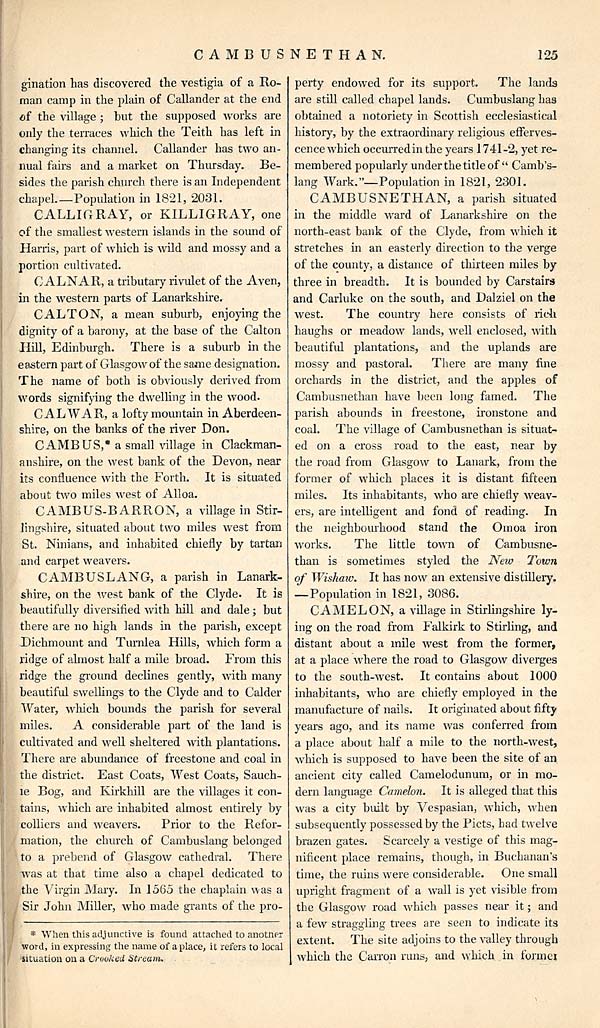 CAMBUSNETHAN. 125
gination has discovered the vestigia of a Ro-
man camp in the plain of Callander at the end
of the village ; but the supposed works are
only the terraces which the Teith has left in
changing its channel. Callander has two an-
nual fairs and a market on Thursday. Be-
sides the parish church there is an Independent
chapel.—Population in 1821, 2031.
CALLIGRAY, or KILLIGRAY, one
of the smallest western islands in the sound of
Harris, part of which is wild and mossy and a
portion cultivated.
CALNAR, a tributary rivulet of the Aven,
in the western parts of Lanarkshire.
CALTON, a mean suburb, enjoying the
dignity of a barony, at the base of the Calton
Hill, Edinburgh. There is a suburb in the
eastern part of Glasgow of the same designation.
The name of both is obviously derived from
words signifying the dwelling in the wood.
CALWAR, a lofty mountain in Aberdeen-
shire, on the banks of the river Don.
CAMBUS,* a small village in Clackman-
anshire, on the west bank of the Devon, near
its confluence with the Forth. It is situated
about two miles west of Alloa.
CAMBUS-BARRON, a village in Stir-
lingshire, situated about two miles west from
St. Ninians, and inhabited chiefly by tartan
and carpet weavers.
CAMBUSLANG, a parish in Lanark-
shire, on the west bank of the Clyde. It is
beautifully diversified with hill and dale ; but
there are no high lands in the parish, except
Dichmount and Turnlea Hills, which form a
ridge of almost half a mile broad. From this
ridge the ground declines gently, with many
beautiful swellings to the Clyde and to Calder
Water, which bounds the parish for several
miles. A considerable part of the land is
cultivated and well sheltered with plantations.
There are abundance of freestone and coal in
the district. East Coats, West Coats, Sauch-
ie Bog, and Kirkhill are the villages it con-
tains, which are inhabited almost entirely by
colliers and weavers. Prior to the Refor-
mation, the church of Cambuslang belonged
to a prebend of Glasgow cathedral. There
was at that time also a chapel dedicated to
the Virgin Mary. In 1565 the chaplain was a
Sir John Miller, who made grants of the pro-
* When this adjunctive is found attached to another
word, in expressing the name of a place, it refers to local
situation on a Crooked Stream.
perty endowed for its support. The lands
are still called chapel lands. Cumbuslang has
obtained a notoriety in Scottish ecclesiastical
history, by the extraordinary religious efferves-
cence which occurred in the years 1741-2, yet re-
membered popularly under the title of " Camb's-
lang Wark."—Population in 1821, 2301.
CAMBUSNETHAN, a parish situated
in the middle ward of Lanarkshire on the
north-east bank of the Clyde, from which it
stretches in an easterly direction to the verge
of the county, a distance of thirteen miles by
three in breadth. It is bounded by Carstairs
and Carluke on the south, and Dalziel on the
west. The country here consists of rich
haughs or meadow lands, well enclosed, with
beautiful plantations, and the uplands are
mossy and pastoral. There are many fine
orchards in the district, and the apples of
Cambusnethan have been long famed. The
parish abounds in freestone, ironstone and
coal. The village of Cambusnethan is situat-
ed on a cross road to the east, near by
the road from Glasgow to Lanark, from the
former of which places it is distant fifteen
miles. Its inhabitants, who are chiefly weav-
ers, are intelligent and fond of reading. In
the neighbourhood stand the Omoa iron
works. The little town of Cambusne-
than is sometimes styled the New Town
of Wishaw. It has now an extensive distillery.
—Population in 1821, 3086.
CAMELON, a village in Stirlingshire ly-
ing on the road from Falkirk to Stirling, and
distant about a mile west from the former,
at a place where the road to Glasgow diverges
to the south-west. It contains about 1000
inhabitants, who are chiefly employed in the
manufacture of nails. It originated about fifty
years ago, and its name was conferred from
a place about half a mile to the north-west,
which is supposed to have been the site of an
ancient city called Camelodunum, or in mo-
dern language Camelon. It is alleged that this
was a city built by Vespasian, which, when
subsequently possessed by the Picts, had twelve
brazen gates. Scarcely a vestige of this mag-
nificent place remains, though, in Buchanan's
time, the ruins were considerable. One small
upright fragment of a wall is yet visible from
the Glasgow road which passes near it ; and
a few straggling trees are seen to indicate its
extent. The site adjoins to the valley through
which the Carron runs, and which in former